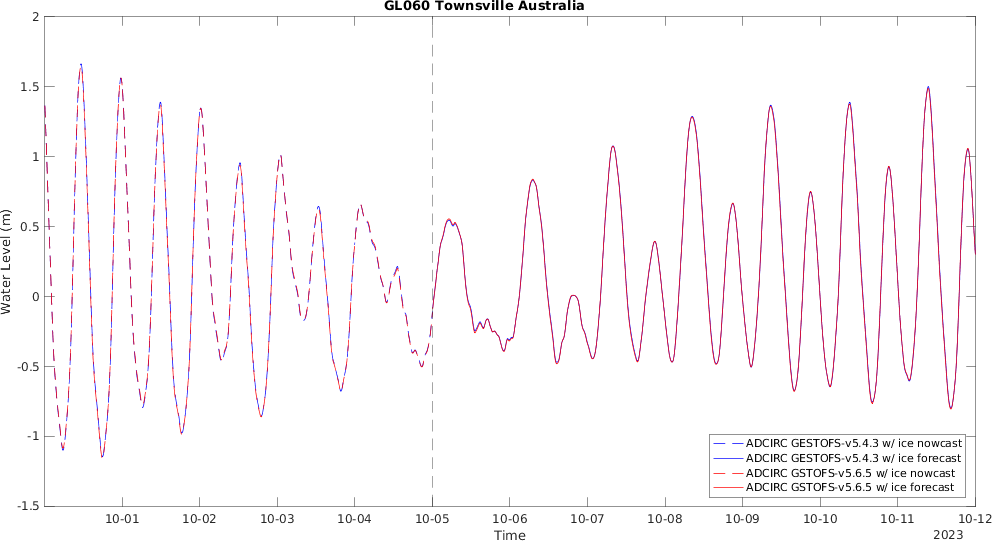 GL060 Townsville Australia
2
1.5
1
0.5
0
-0.5
-1
-1.5
Water Level (m)
ADCIRC GESTOFS-v5.4.3 w/ ice nowcast
ADCIRC GESTOFS-v5.4.3 w/ ice forecast
ADCIRC GSTOFS-v5.6.5 w/ ice nowcast
ADCIRC GSTOFS-v5.6.5 w/ ice forecast
10-01 10-02 10-03 10-04 10-05 10-06 10-07 10-08 10-09 10-10 10-11 10-12
Time
2023